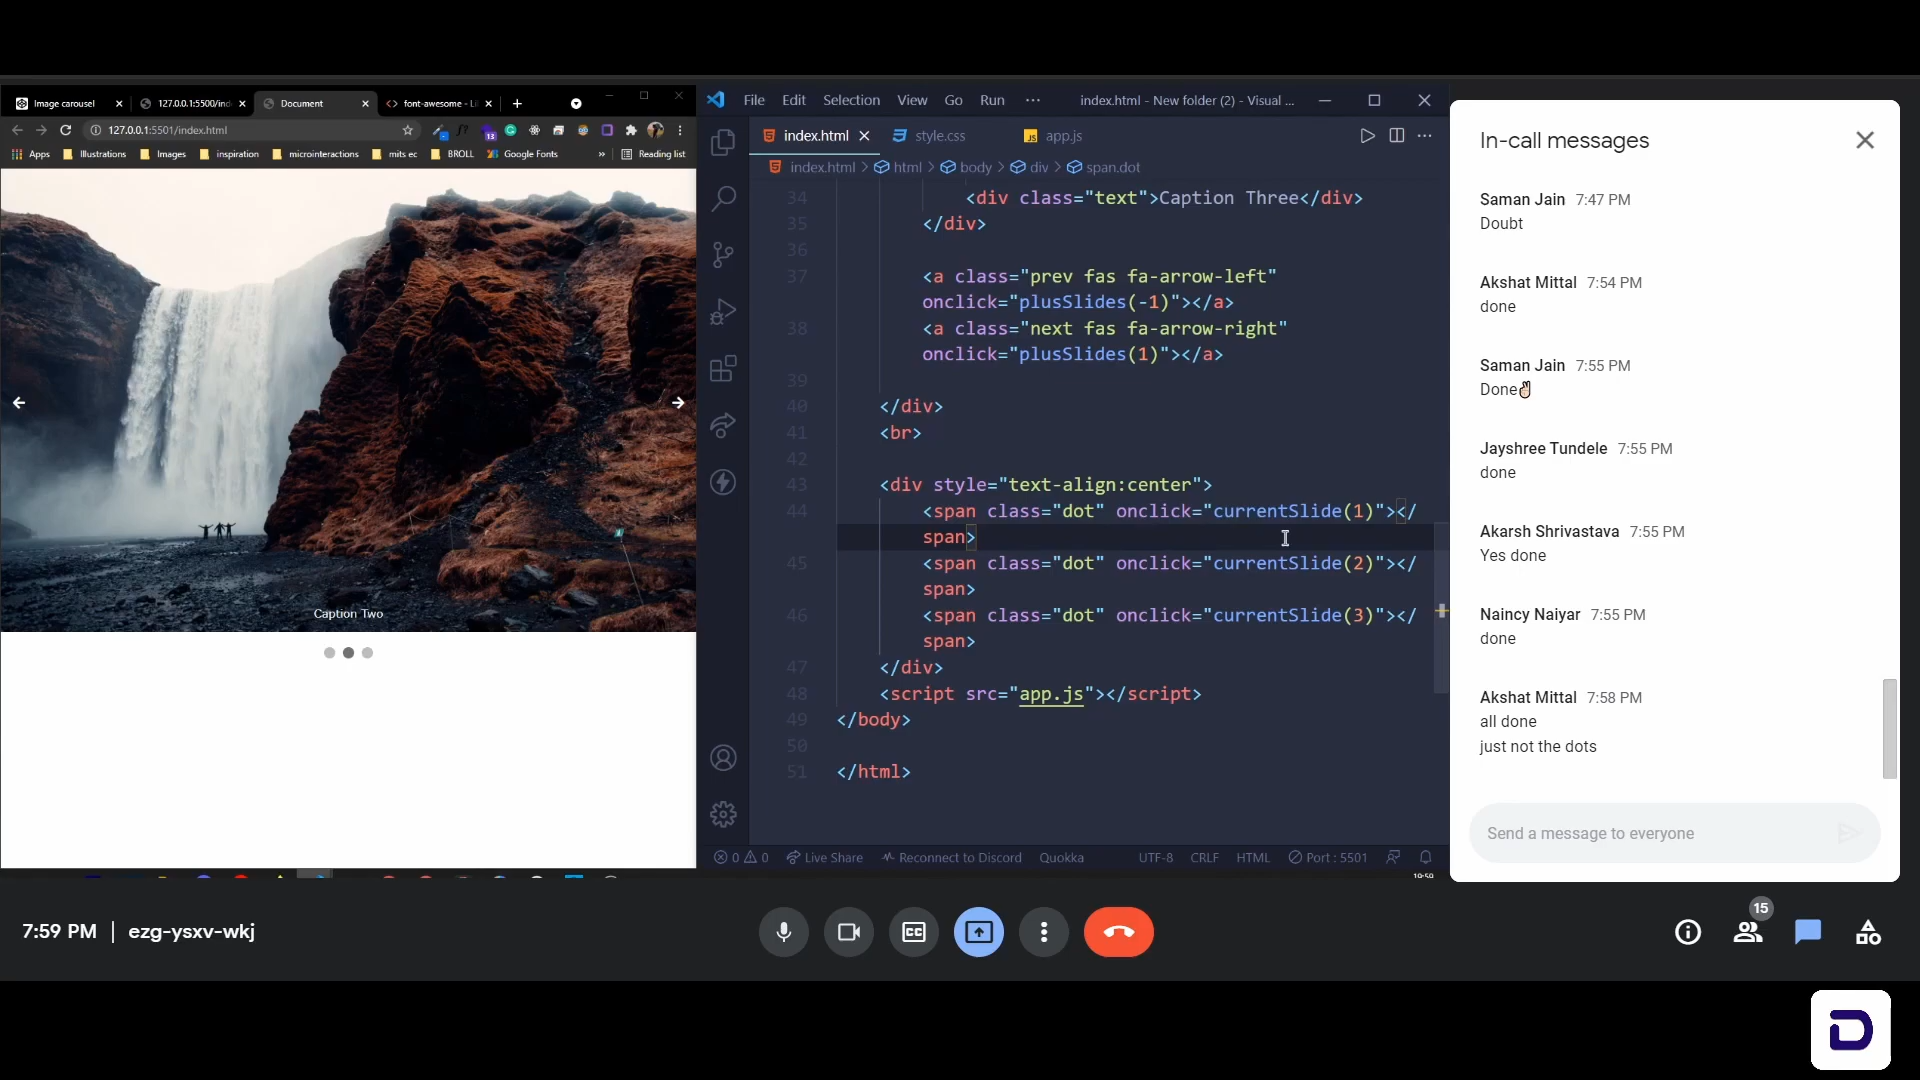 Image carousel
127.0.0.1:5500/ind
Document
font-awesome - Li
127.0.0.1:5501/index.html
13
Apps
Illustrations
Images
inspiration
microinteractions
mits ec
BROLL
Google Fonts
»
Reading list
Caption Two
File Edit Selection View Go Run ···
index.html - New folder (2) - Visual ...
index.html
style.css
JS app.js
index.html > html > body > div > span.dot
34 <div class="text">Caption Three</div>
35 </div>
36
37 <a class="prev fas fa-arrow-left"
onclick="plusSlides(-1)"></a>
38 <a class="next fas fa-arrow-right"
onclick="plusSlides(1)"></a>
39
40 </div>
41 <br>
42
43 <div style="text-align:center">
44 <span class="dot" onclick="currentSlide(1)"></
span>
45 <span class="dot" onclick="currentSlide(2)"></
span>
46 <span class="dot" onclick="currentSlide(3)"></
span>
47 </div>
48 <script src="app.js"></script>
49 </body>
50
51 </html>
0 0 Live Share Reconnect to Discord Quokka UTF-8 CRLF HTML Port : 5501
19:59
In-call messages
Saman Jain 7:47 PM
Doubt
Akshat Mittal 7:54 PM
done
Saman Jain 7:55 PM
Done✌🏻
Jayshree Tundele 7:55 PM
done
Akarsh Shrivastava 7:55 PM
Yes done
Naincy Naiyar 7:55 PM
done
Akshat Mittal 7:58 PM
all done
just not the dots
Send a message to everyone
7:59 PM | ezg-ysxv-wkj
CC
15
D